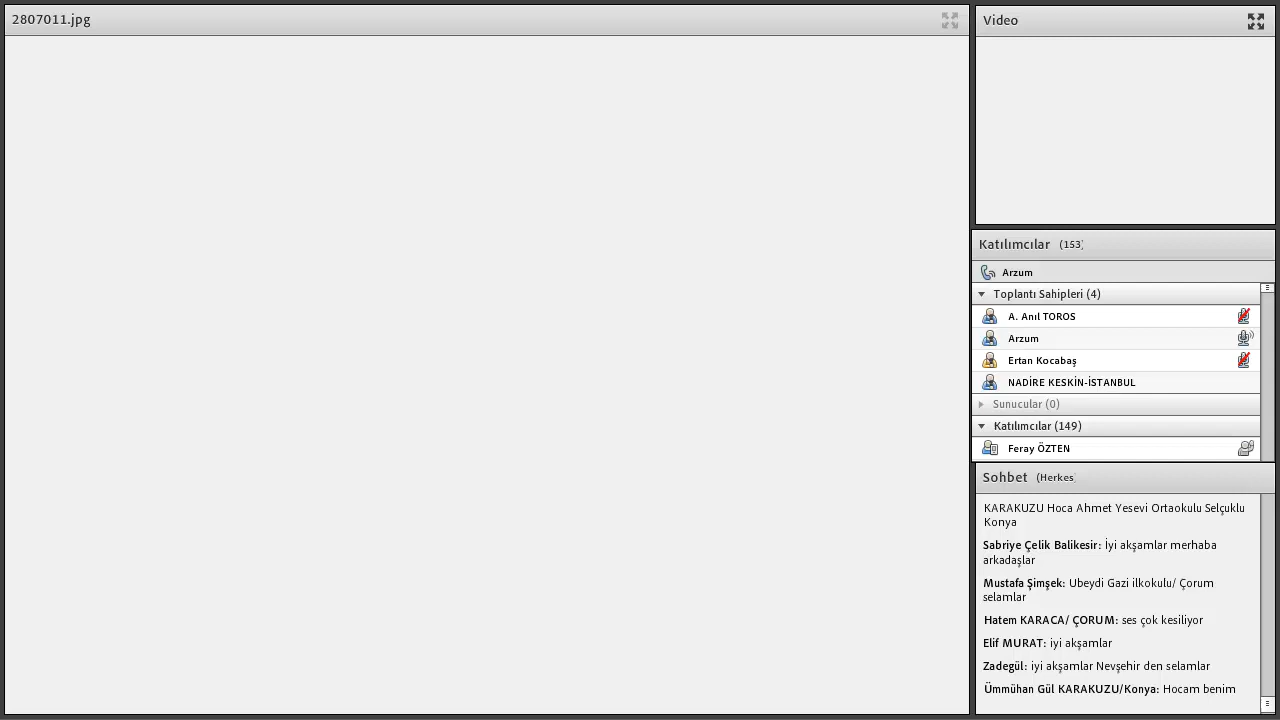 2807011.jpg
Video
Katılımcılar (153)
Arzum
Toplantı Sahipleri (4)
A. Anıl TOROS
Arzum
Ertan Kocabaş
NADİRE KESKİN-İSTANBUL
Sunucular (0)
Katılımcılar (149)
Feray ÖZTEN
Sohbet (Herkes
KARAKUZU Hoca Ahmet Yesevi Ortaokulu Selçuklu
Konya
Sabriye Çelik Balikesir: İyi akşamlar merhaba
arkadaşlar
Mustafa Şimşek: Ubeydi Gazi ilkokulu/ Çorum
selamlar
Hatem KARACA/ ÇORUM: ses çok kesiliyor
Elif MURAT: iyi akşamlar
Zadegül: iyi akşamlar Nevşehir den selamlar
Ümmühan Gül KARAKUZU/Konya: Hocam benim